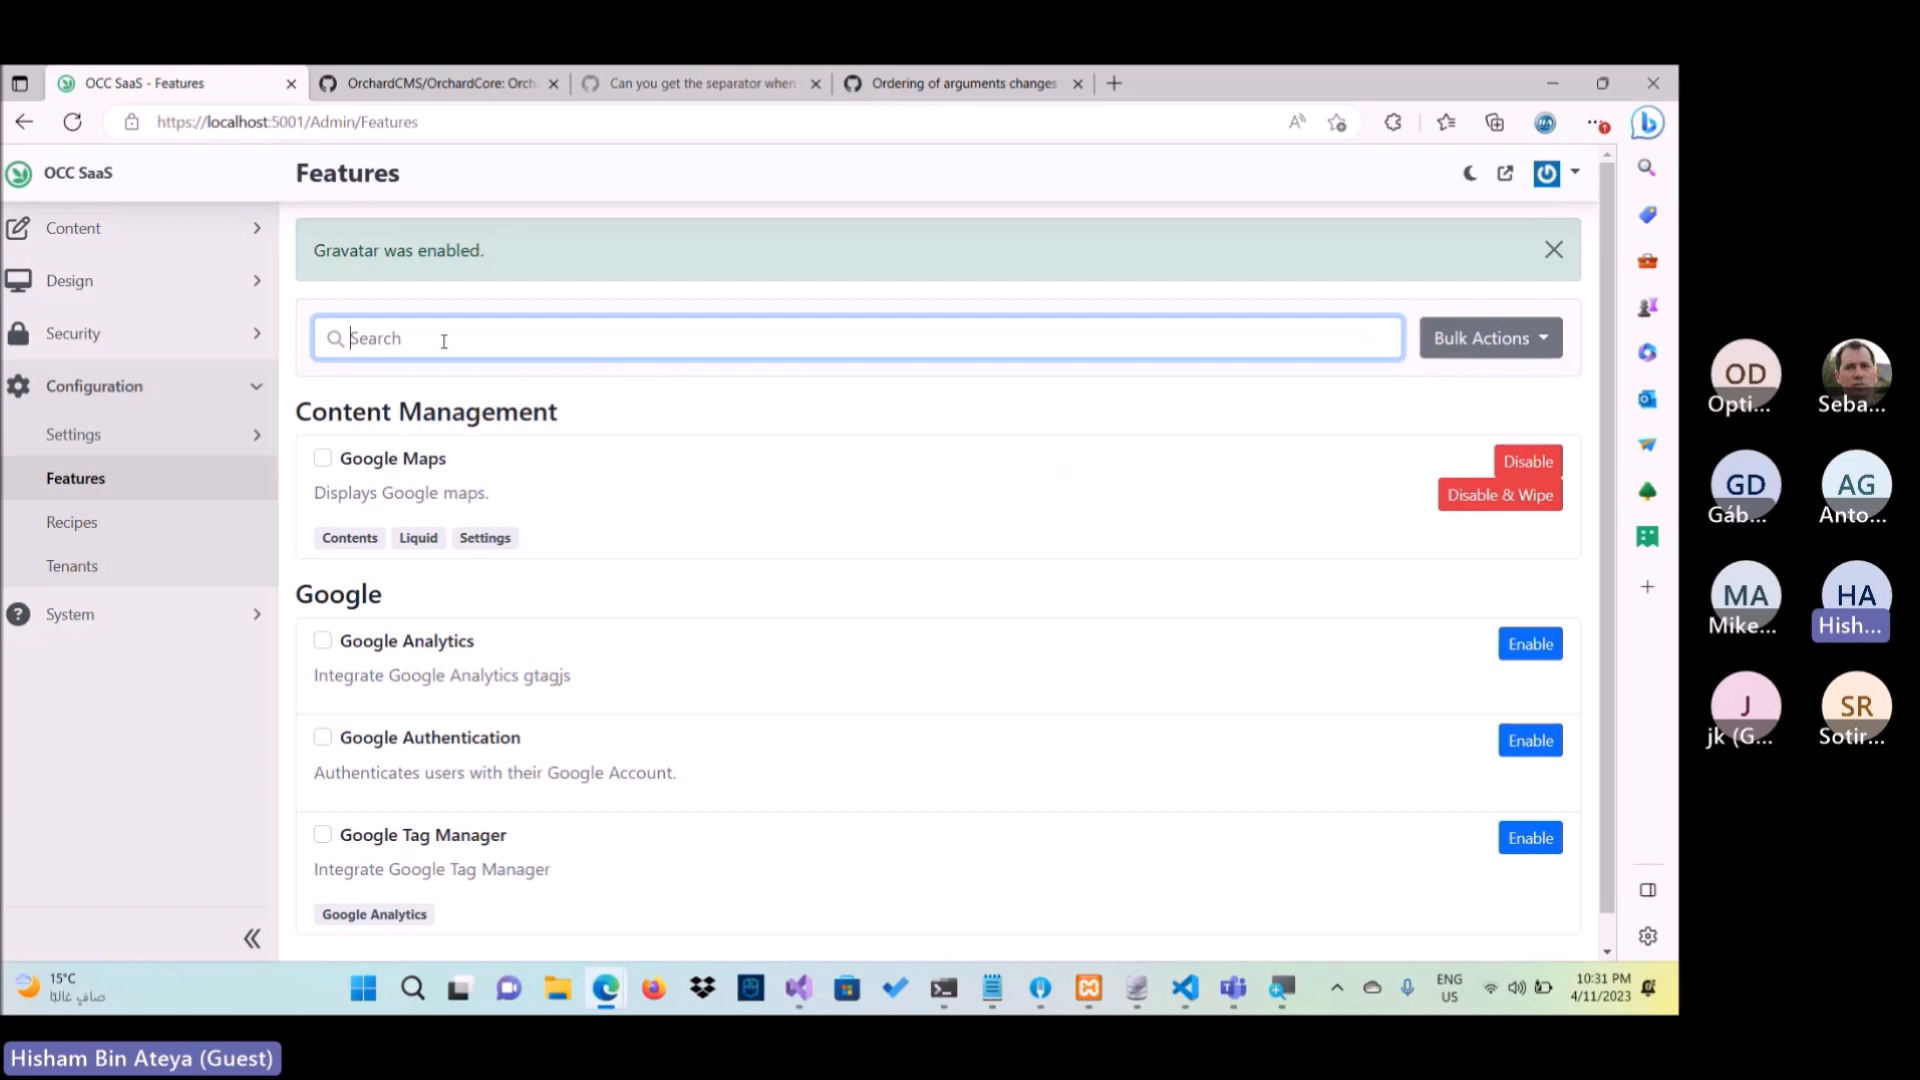 OCC SaaS - Features
OrchardCMS/OrchardCore: Orch
Can you get the separator when
Ordering of arguments changes
https://localhost:5001/Admin/Features
OCC SaaS
Features
Content
Design
Security
Configuration
Settings
Features
Recipes
Tenants
System
Gravatar was enabled.
Search
Bulk Actions
Content Management
Google Maps
Disable
Displays Google maps.
Disable & Wipe
Contents Liquid Settings
Google
Google Analytics
Enable
Integrate Google Analytics gtagjs
Google Authentication
Enable
Authenticates users with their Google Account.
Google Tag Manager
Enable
Integrate Google Tag Manager
Google Analytics
OD
Opti...
Seba...
GD
Gáb...
AG
Anto...
MA
Mike...
HA
Hish...
J
jk (G...
SR
Sotir...
15°C
صافٍ غالبًا
ENG
US
10:31 PM
4/11/2023
Hisham Bin Ateya (Guest)